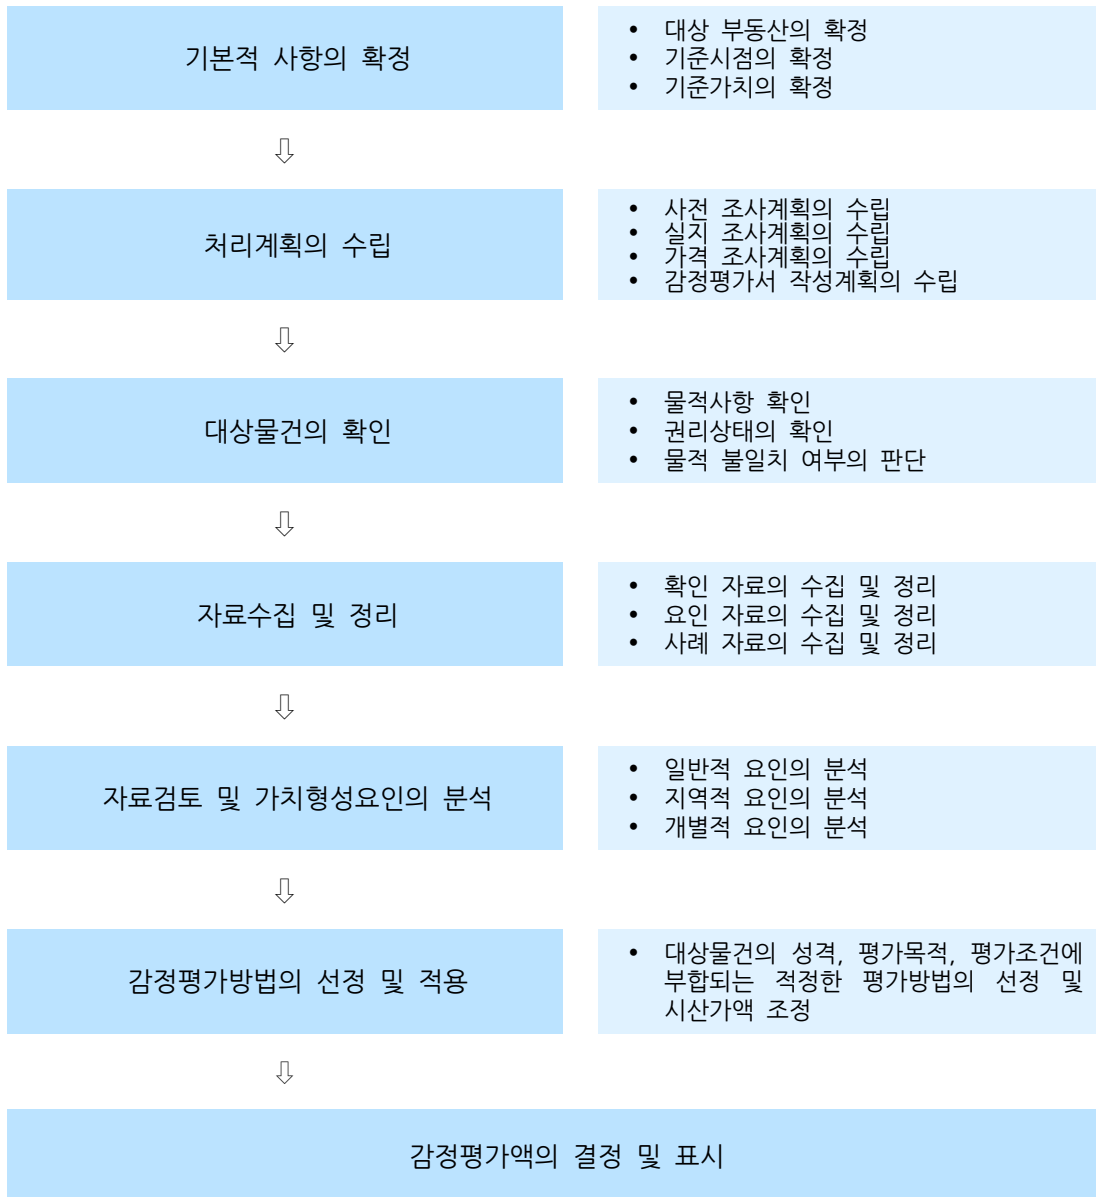 기본적 사항의 확정
• 대상 부동산의 확정
• 기준시점의 확정
• 기준가치의 확정
⇩
처리계획의 수립
• 사전 조사계획의 수립
• 실지 조사계획의 수립
• 가격 조사계획의 수립
• 감정평가서 작성계획의 수립
⇩
대상물건의 확인
• 물적사항 확인
• 권리상태의 확인
• 물적 불일치 여부의 판단
⇩
자료수집 및 정리
• 확인 자료의 수집 및 정리
• 요인 자료의 수집 및 정리
• 사례 자료의 수집 및 정리
⇩
자료검토 및 가치형성요인의 분석
• 일반적 요인의 분석
• 지역적 요인의 분석
• 개별적 요인의 분석
⇩
감정평가방법의 선정 및 적용
• 대상물건의 성격, 평가목적, 평가조건에
부합되는 적정한 평가방법의 선정 및
시산가액 조정
⇩
감정평가액의 결정 및 표시